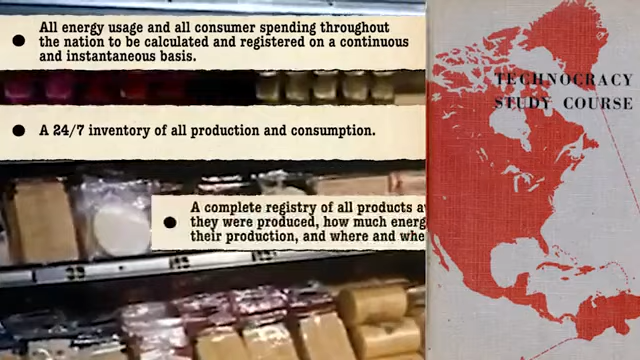 All energy usage and all consumer spending throughout
the nation to be calculated and registered on a continuous
and instantaneous basis.
A 24/7 inventory of all production and consumption.
A complete registry of all products
they were produced, how much
their production, and where and
TECHNOCRACY
STUDY COURSE